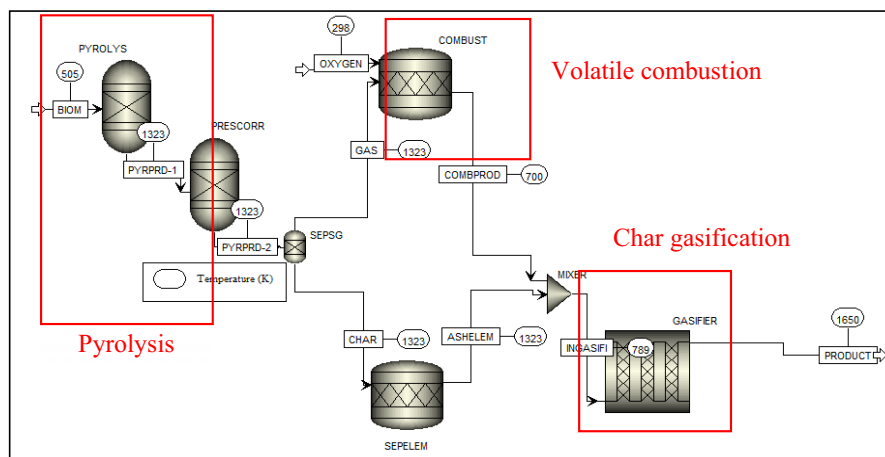 298
COMBUST
OXYGEN
Volatile combustion
PYROLYS
505
BIOM
1323
PRESCORR
PYRPRD-1
GAS
1323
COMBPROD
700
1323
PYRPRD-2
SEPSG
Char gasification
Temperature (K)
MIXER
GASIFIER
1650
Pyrolysis
CHAR
1323
ASHELEM
1323
INGASIFI
789
PRODUCT
SEPELEM